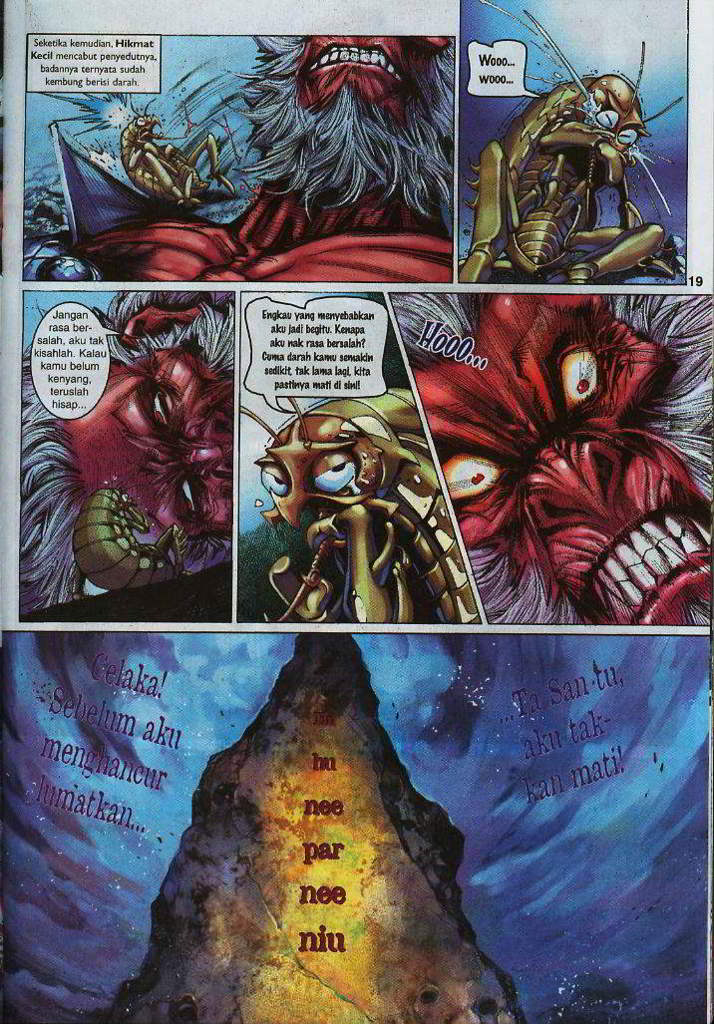 Seketika kemudian, Hikmat
Kecil mencabut penyedutnya,
badannya ternyata sudah
kembung berisi darah.
Wooo...
wooo...
19
Jangan
rasa ber-
salah, aku tak
kisahlah. Kalau
kamu belum
kenyang,
teruslah
hisap...
Engkau yang menyebabkan
aku jadi begitu. Kenapa
aku nak rasa bersalah?
Cuma darah kamu semakin
sedikit, tak lama lagi, kita
pastinya mati di sini!
Hooo...
Celaka!
Sebelum aku
menghancur
lumatkan...
hu
nee
par
nee
niu
...Ta San-tu,
aku tak-
kan mati!